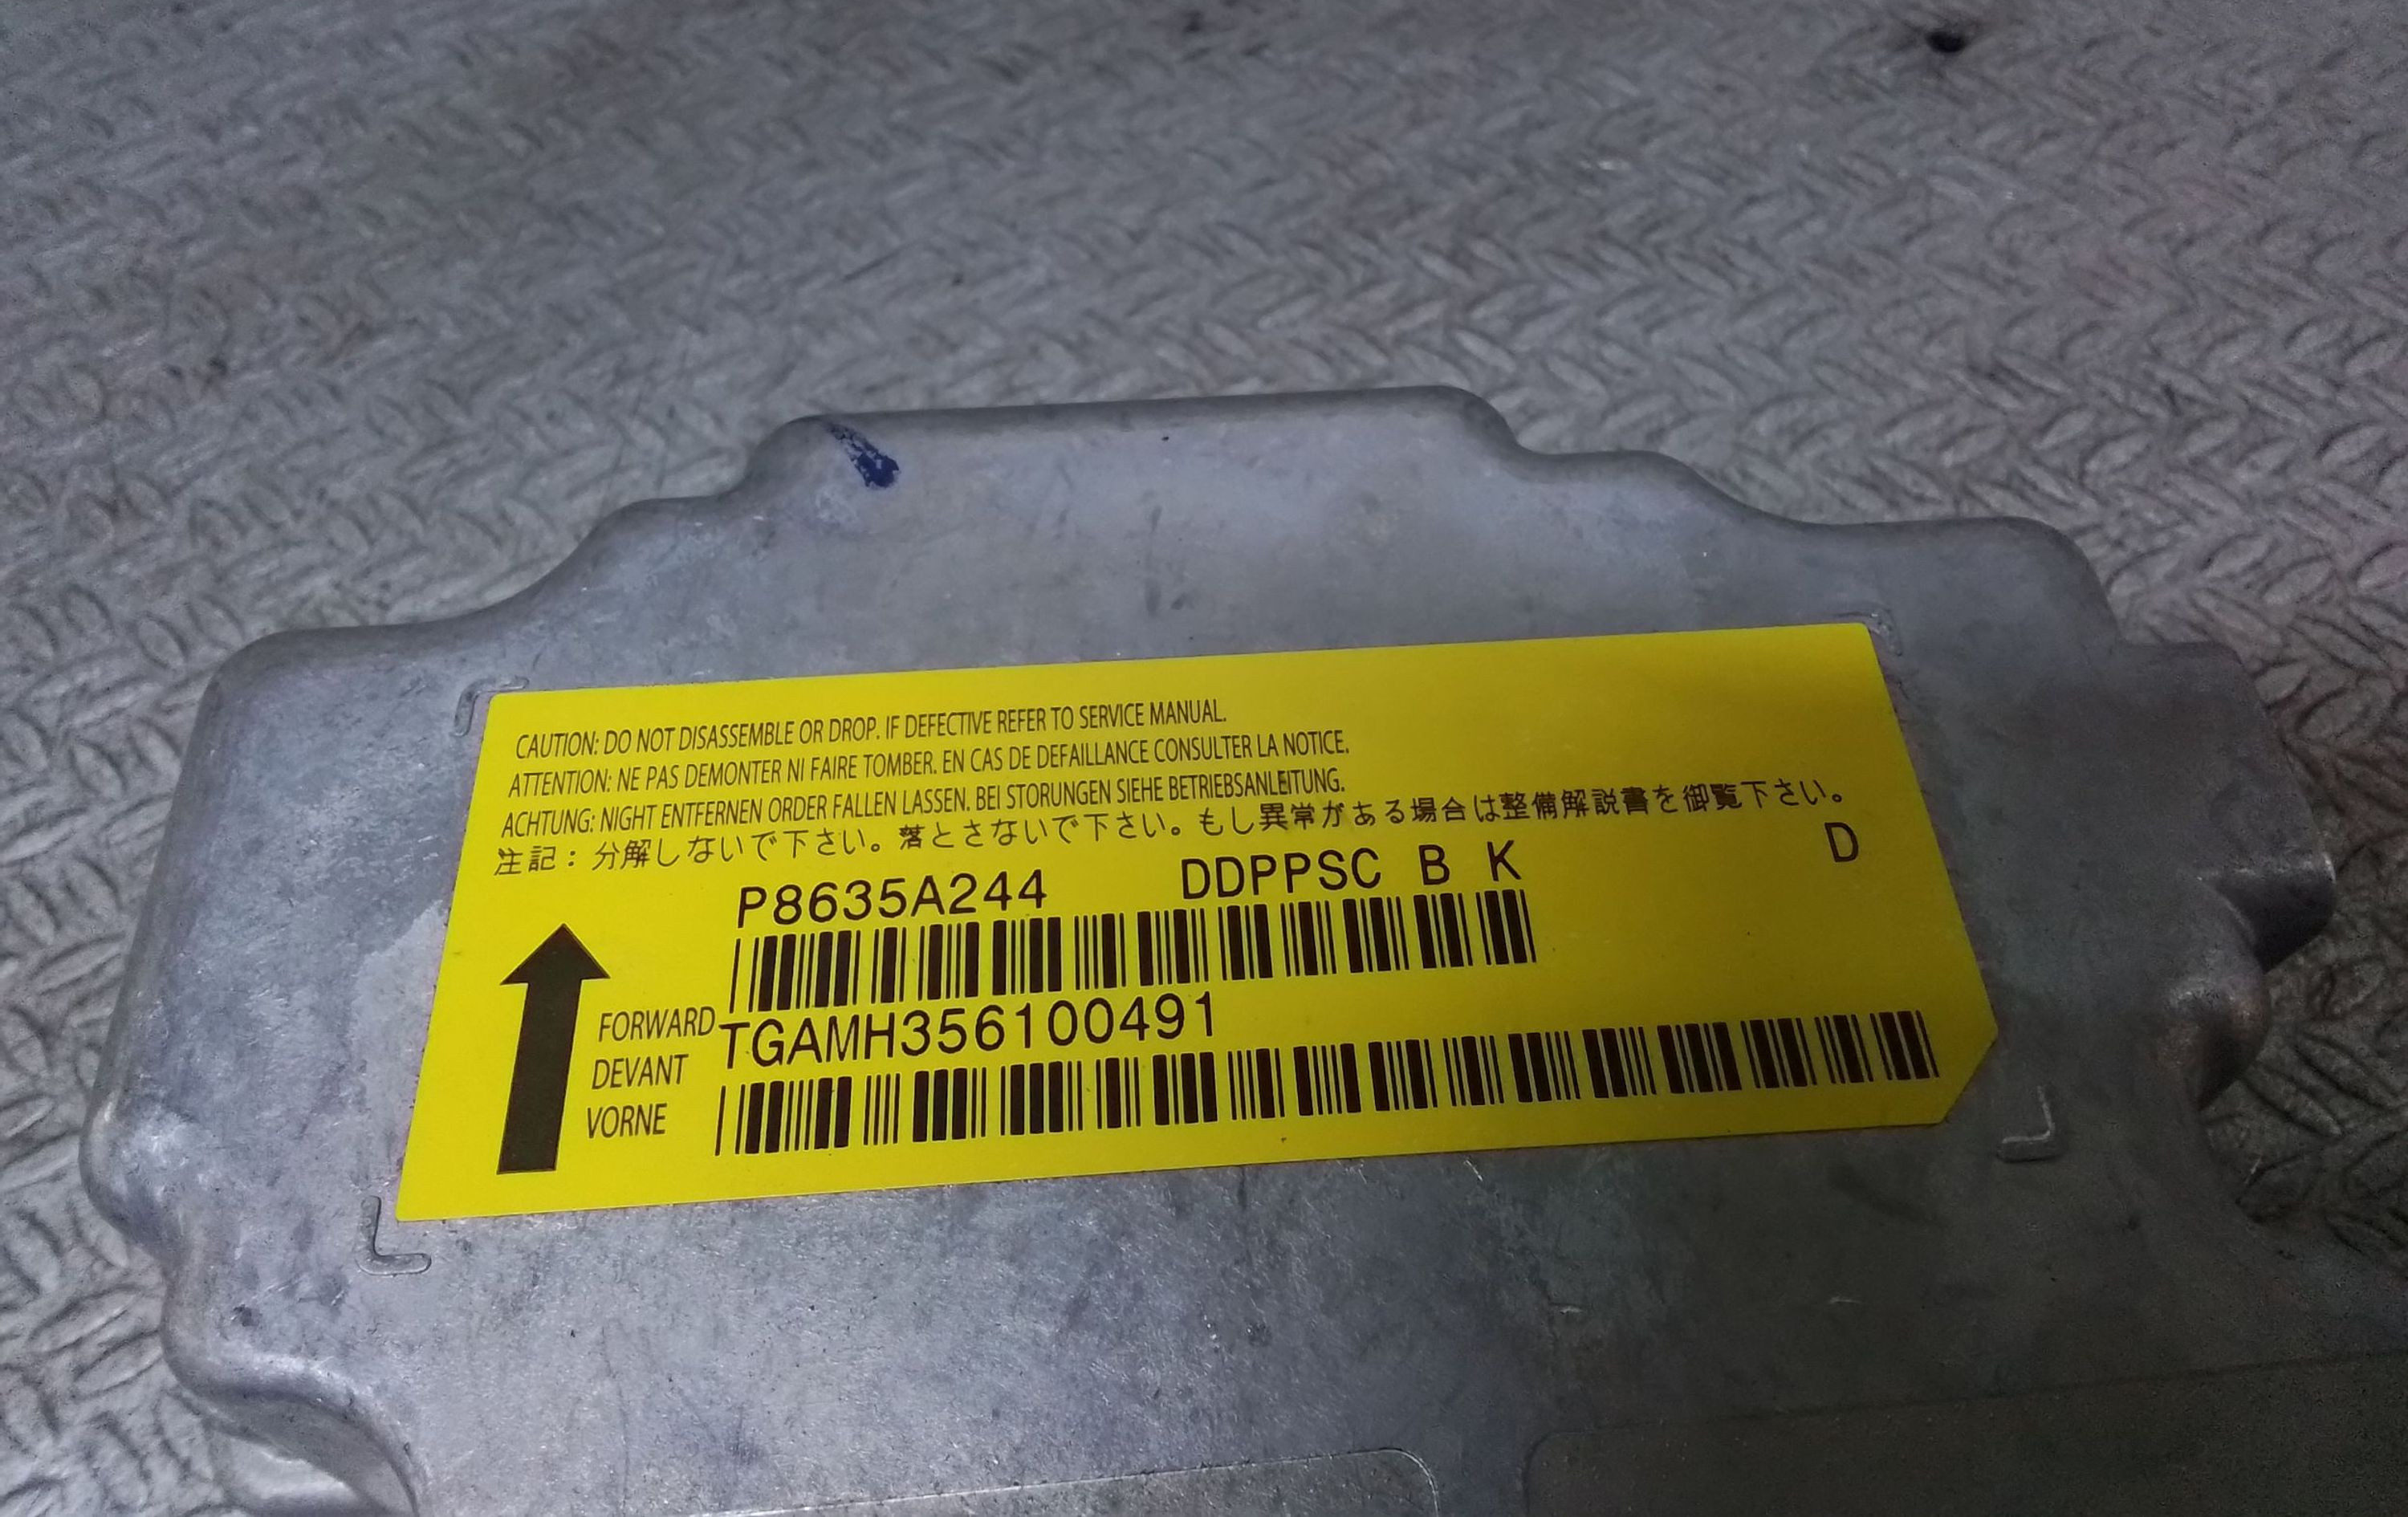 CAUTION: DO NOT DISASSEMBLE OR DROP. IF DEFECTIVE REFER TO SERVICE MANUAL.
ATTENTION: NE PAS DEMONTER NI FAIRE TOMBER. EN CAS DE DEFAILLANCE CONSULTER LA NOTICE.
ACHTUNG: NIGHT ENTFERNEN ORDER FALLEN LASSEN. BEI STORUNGEN SIEHE BETRIEBSANLEITUNG.
注記：分解しないで下さい。落とさないで下さい。もし異常がある場合は整備解説書を御覧下さい。
P8635A244 DDPPSC B K D
FORWARD
DEVANT
VORNE
TGAMH356100491